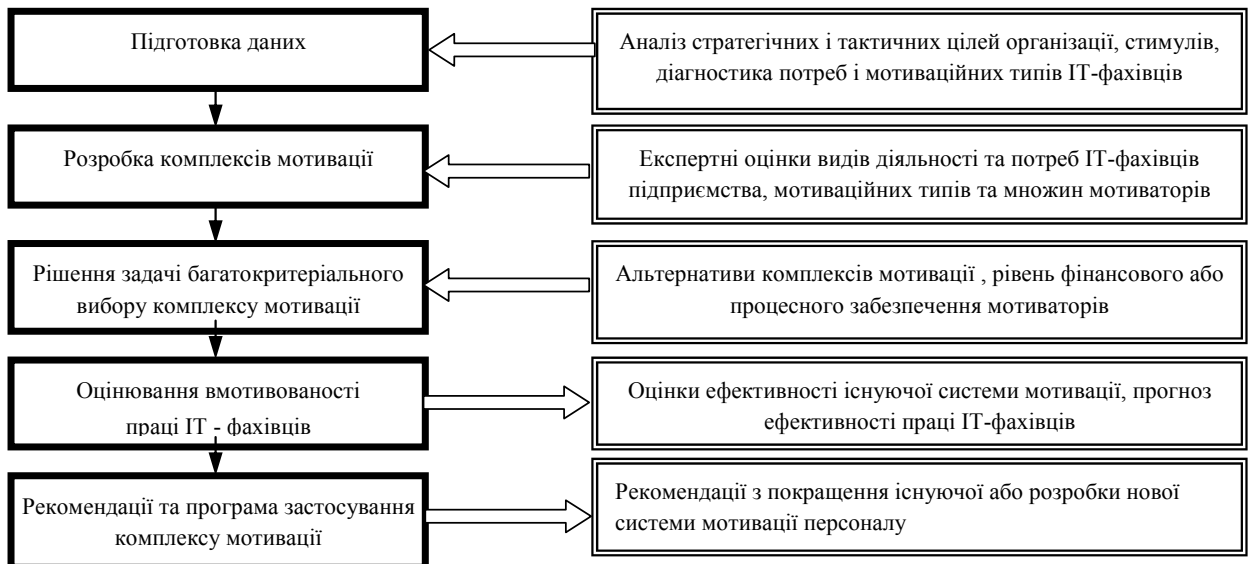 Підготовка даних
Аналіз стратегічних і тактичних цілей організації, стимулів,
діагностика потреб і мотиваційних типів ІТ-фахівців
Розробка комплексів мотивації
Експертні оцінки видів діяльності та потреб ІТ-фахівців
підприємства, мотиваційних типів та множин мотиваторів
Рішення задачі багатокритеріального
вибору комплексу мотивації
Альтернативи комплексів мотивації , рівень фінансового або
процесного забезпечення мотиваторів
Оцінювання вмотивованості
праці ІТ - фахівців
Оцінки ефективності існуючої системи мотивації, прогноз
ефективності праці ІТ-фахівців
Рекомендації та програма застосування
комплексу мотивації
Рекомендації з покращення існуючої або розробки нової
системи мотивації персоналу